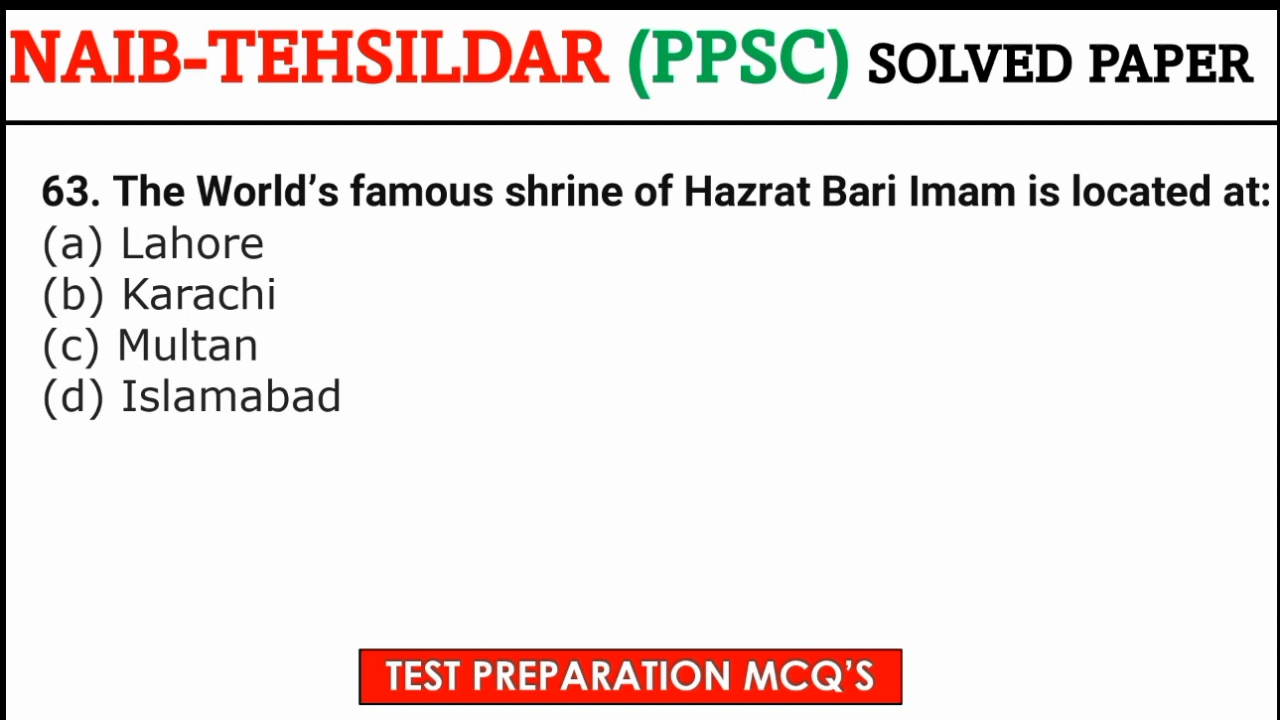 NAIB-TEHSILDAR (PPSC) SOLVED PAPER
63. The World’s famous shrine of Hazrat Bari Imam is located at:
(a) Lahore
(b) Karachi
(c) Multan
(d) Islamabad
TEST PREPARATION MCQ’S